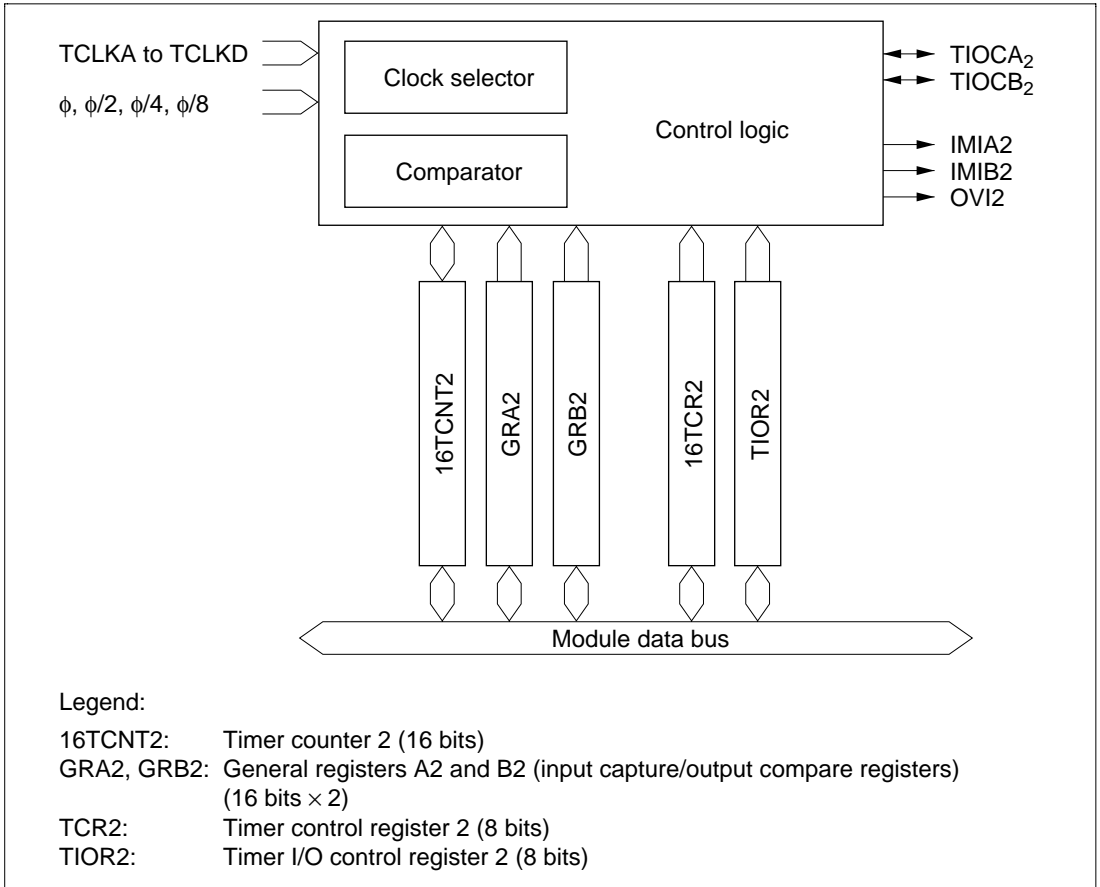 TCLKA to TCLKD
ϕ, ϕ/2, ϕ/4, ϕ/8
Clock selector
Comparator
Control logic
TIOCA2
TIOCB2
IMIA2
IMIB2
OVI2
16TCNT2
GRA2
GRB2
16TCR2
TIOR2
Module data bus
Legend:
16TCNT2: Timer counter 2 (16 bits)
GRA2, GRB2: General registers A2 and B2 (input capture/output compare registers)
(16 bits × 2)
TCR2: Timer control register 2 (8 bits)
TIOR2: Timer I/O control register 2 (8 bits)